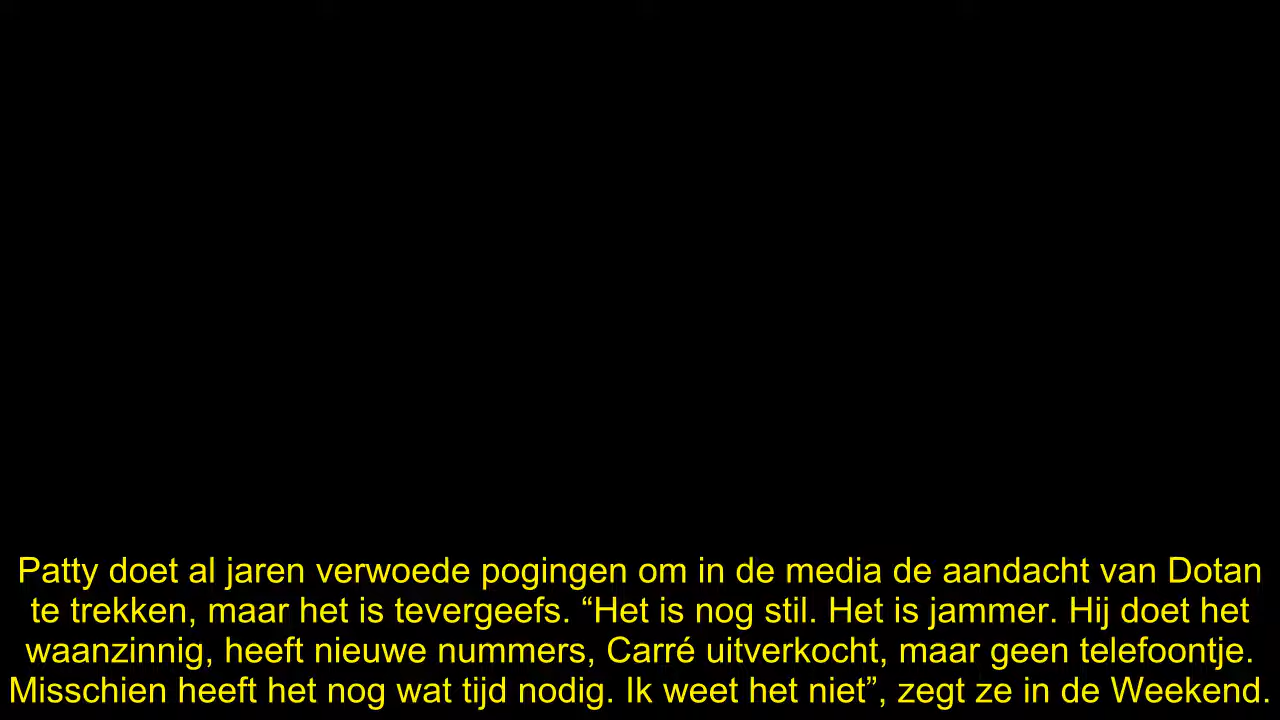 Patty doet al jaren verwoede pogingen om in de media de aandacht van Dotan
te trekken, maar het is tevergeefs. “Het is nog stil. Het is jammer. Hij doet het
waanzinnig, heeft nieuwe nummers, Carré uitverkocht, maar geen telefoontje.
Misschien heeft het nog wat tijd nodig. Ik weet het niet”, zegt ze in de Weekend.